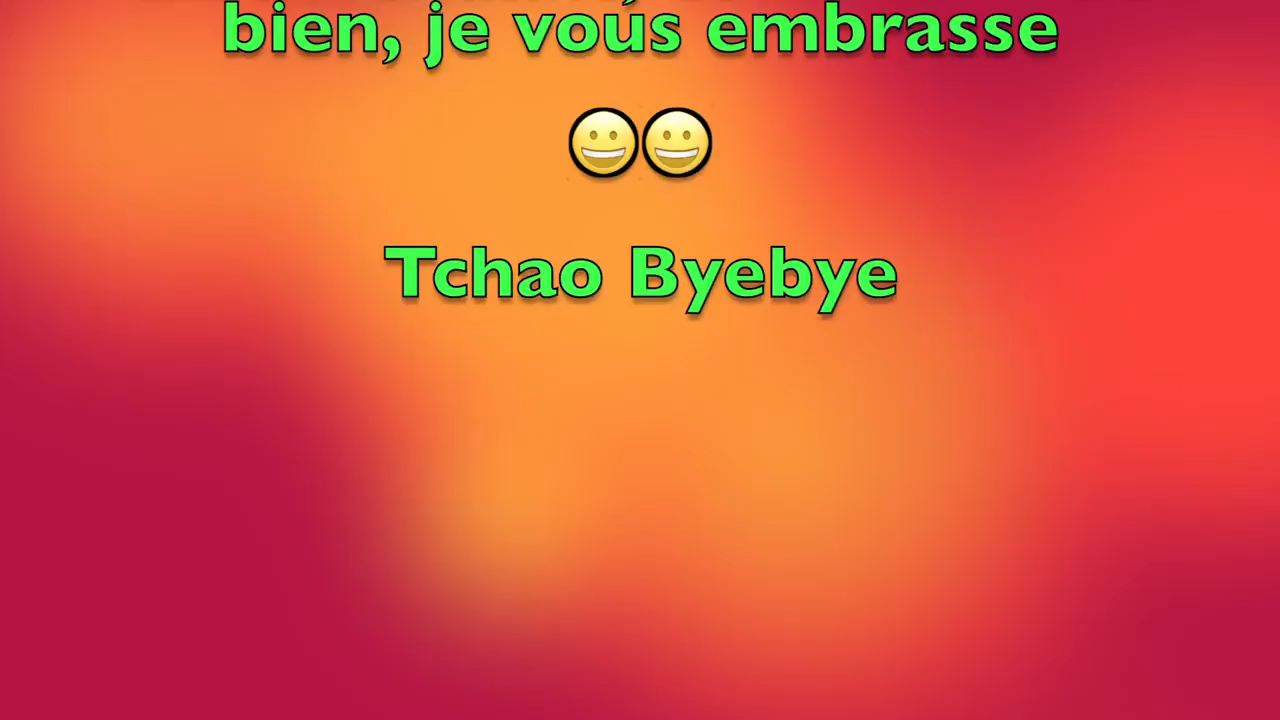 bien, je vous embrasse
😀😀
Tchao Byebye